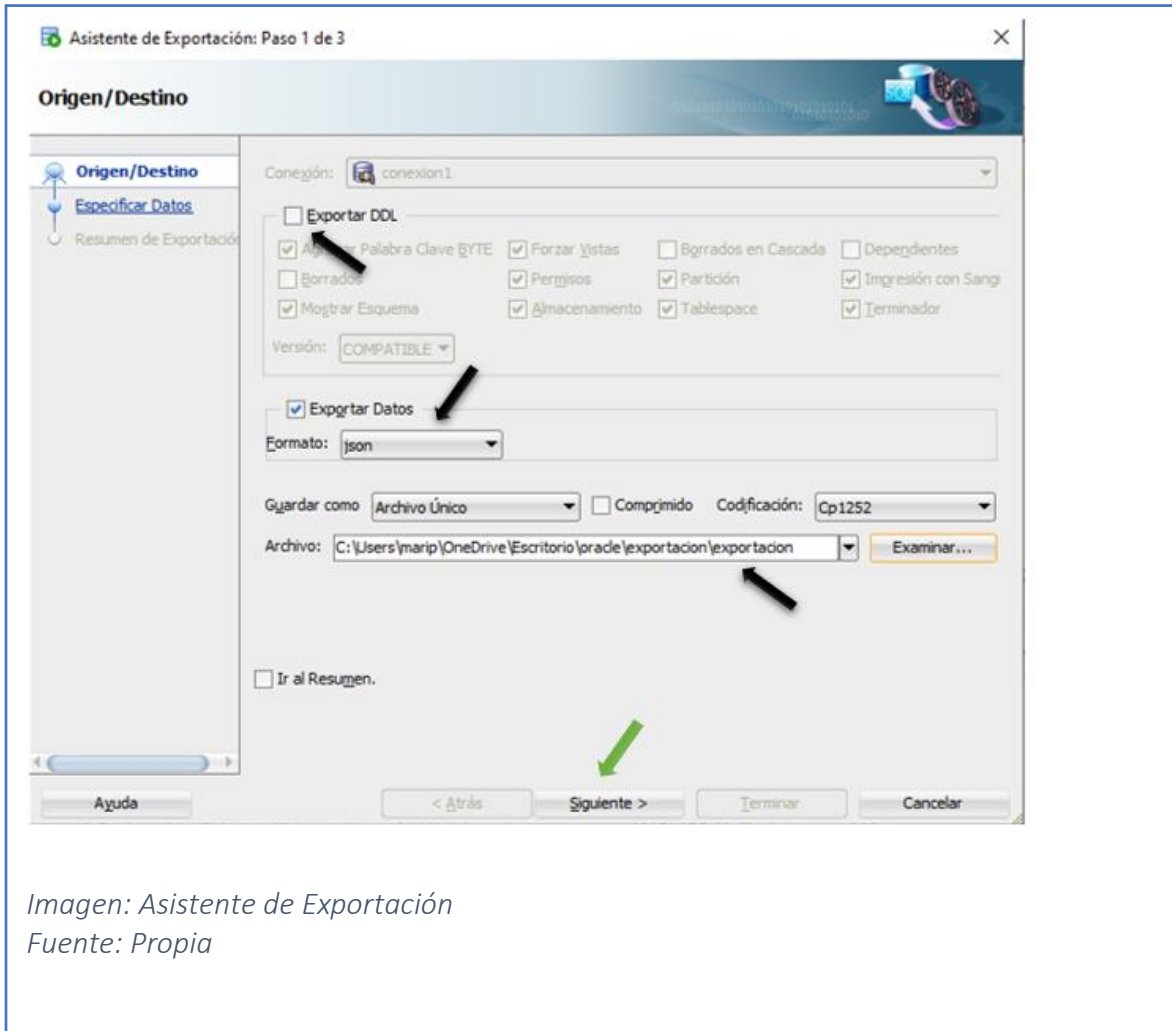 Asistente de Exportación: Paso 1 de 3
Origen/Destino
Origen/Destino
Especificar Datos
Resumen de Exportación
Conexión: conexion1
Exportar DDL
Palabra Clave BYTE Forzar Vistas Borrados en Cascada Dependientes
Borrados Permisos Partición Impresión con Sangr
Mostrar Esquema Almacenamiento Tablespace Terminador
Versión: COMPATIBLE
Exportar Datos
Formato: json
Guardar como Archivo Único Comprimido Codificación: Cp1252
Archivo: C:\Users\marip\OneDrive\Escritorio\oracle\exportacion\exportacion Examinar...
Ir al Resumen.
Ayuda < Atrás Siguiente > Terminar Cancelar
Imagen: Asistente de Exportación
Fuente: Propia